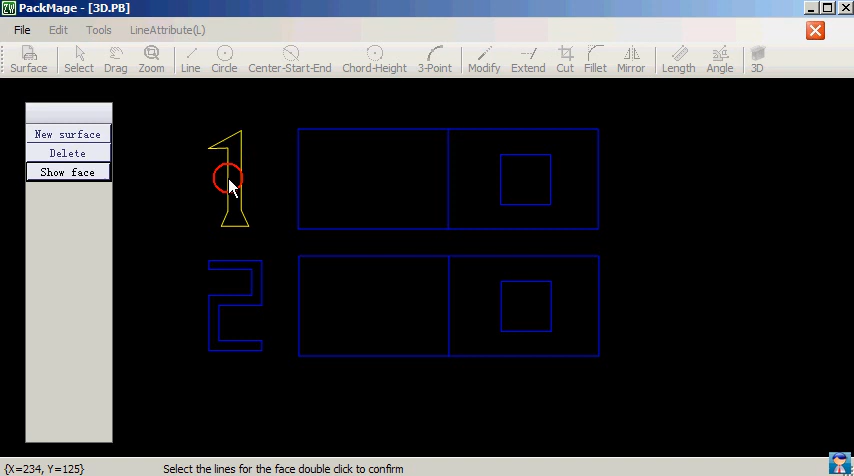 PackMage - [3D.PB]
File Edit Tools LineAttribute(L)
Surface Select Drag Zoom Line Circle Center-Start-End Chord-Height 3-Point Modify Extend Cut Fillet Mirror Length Angle 3D
New surface
Delete
Show face
1
2
{X=234, Y=125} Select the lines for the face double click to confirm